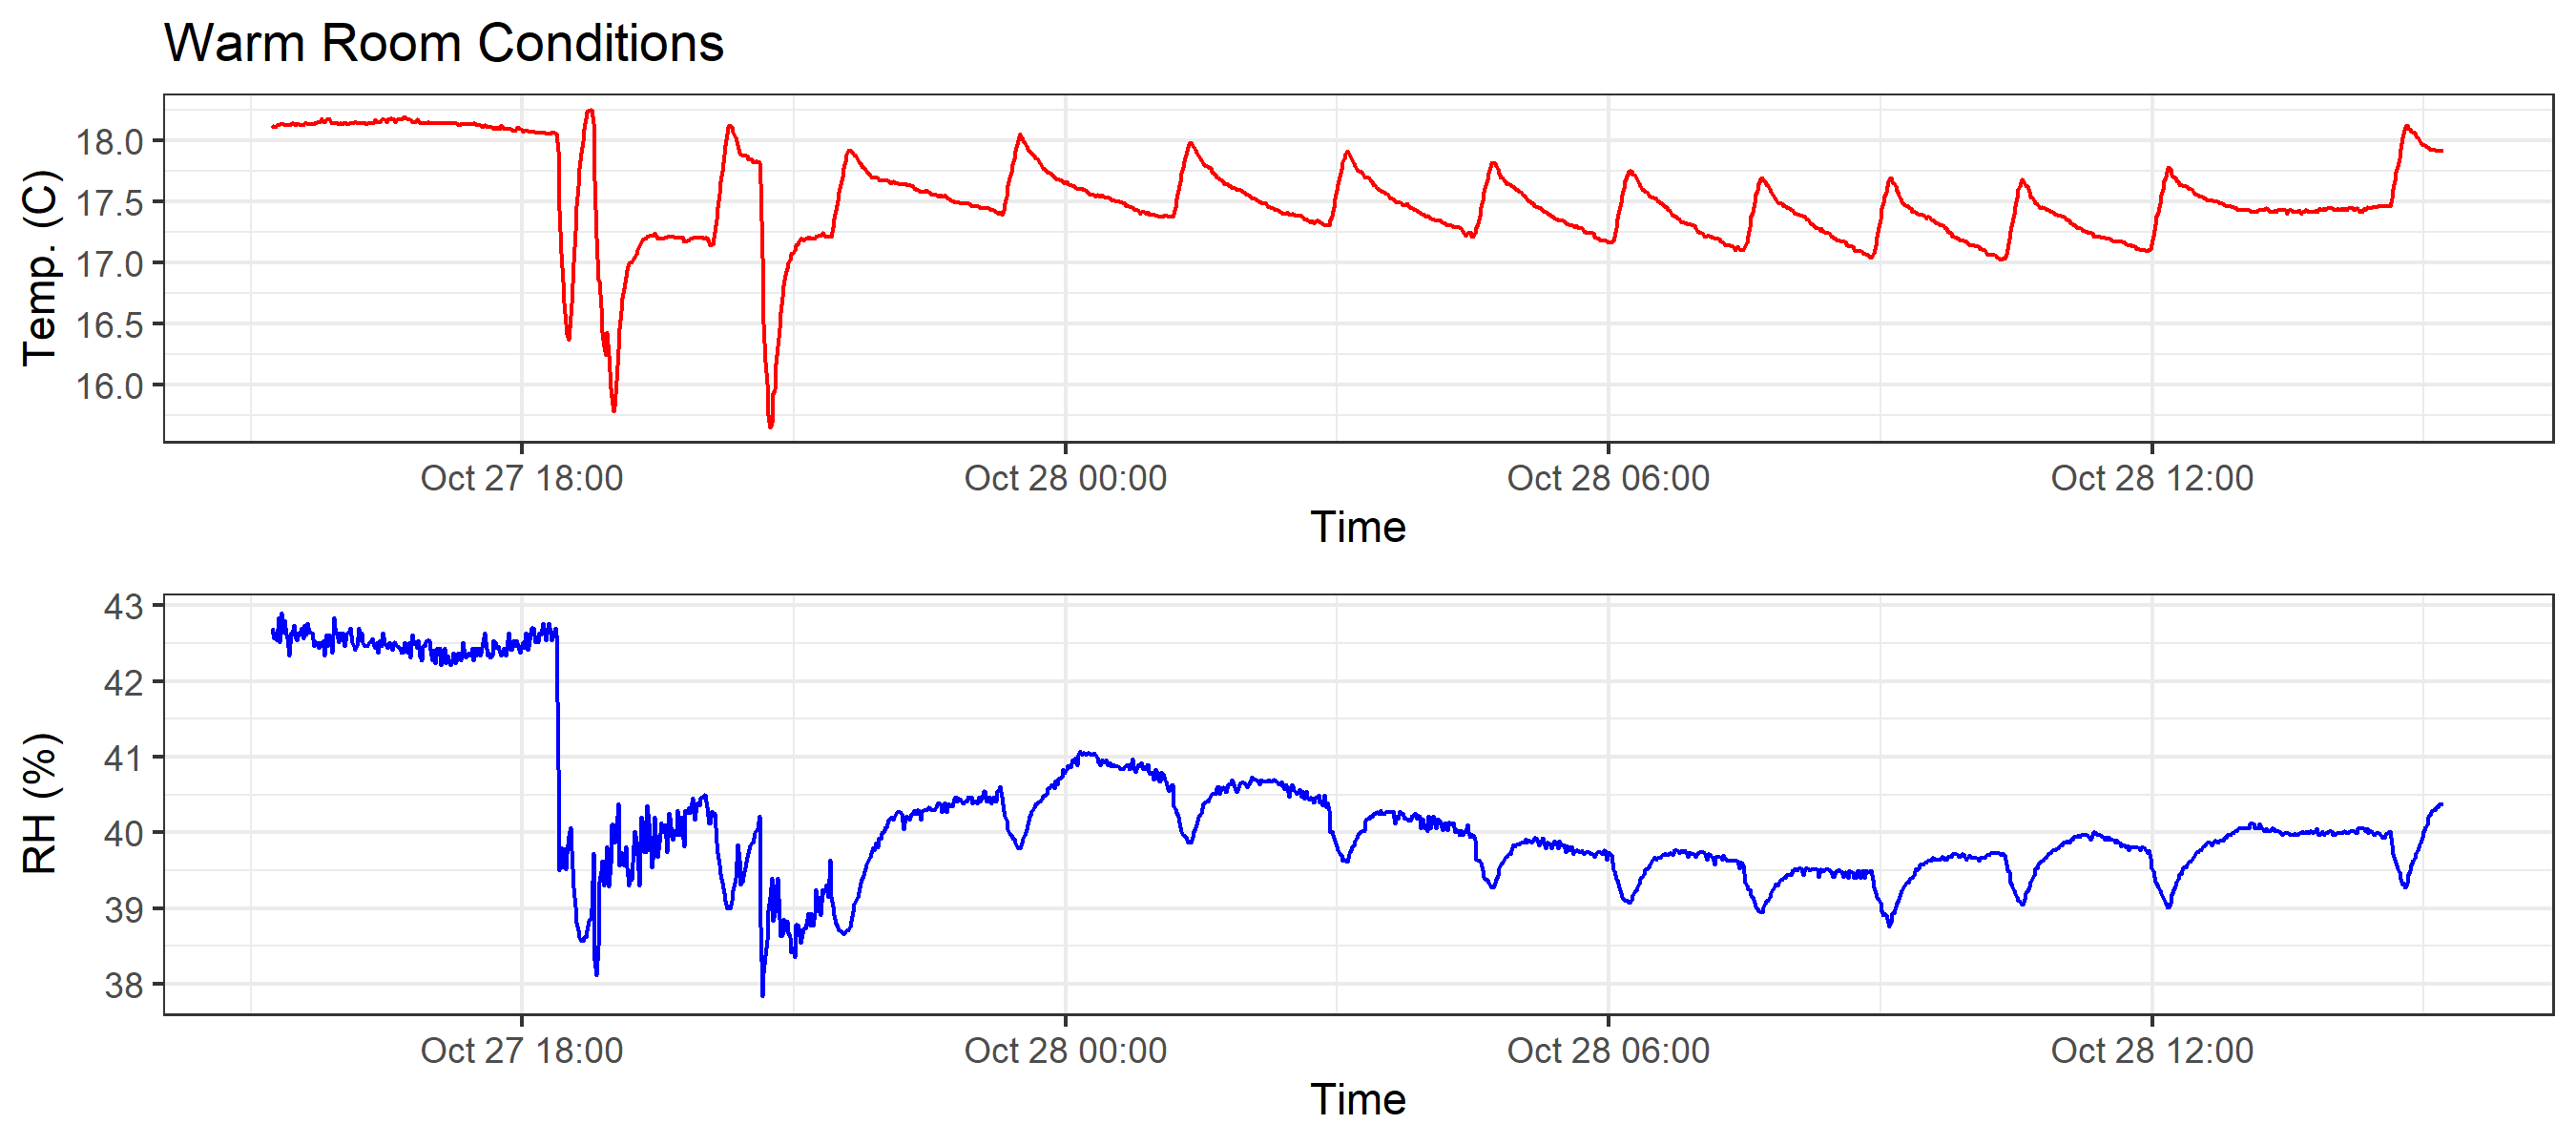 Warm Room Conditions
Temp. (C)
18.0
17.5
17.0
16.5
16.0
Oct 27 18:00 Oct 28 00:00 Oct 28 06:00 Oct 28 12:00
Time
RH (%)
43
42
41
40
39
38
Oct 27 18:00 Oct 28 00:00 Oct 28 06:00 Oct 28 12:00
Time